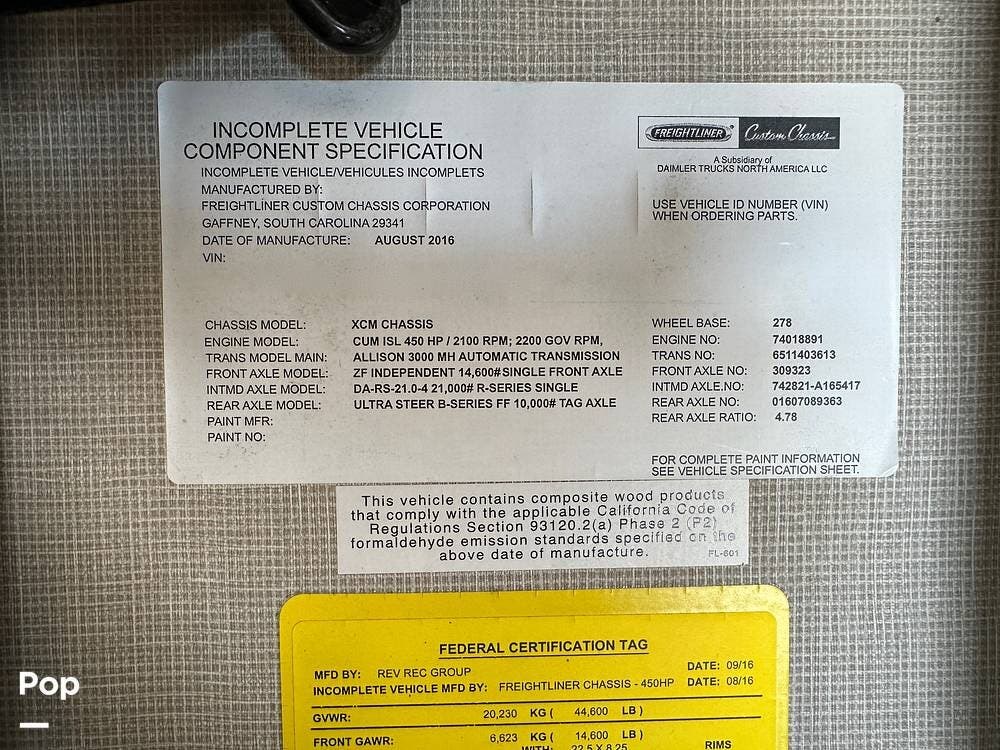 INCOMPLETE VEHICLE
COMPONENT SPECIFICATION
INCOMPLETE VEHICLE/VEHICULES INCOMPLETS
MANUFACTURED BY:
FREIGHTLINER CUSTOM CHASSIS CORPORATION
GAFFNEY, SOUTH CAROLINA 29341
DATE OF MANUFACTURE: AUGUST 2016
VIN:
FREIGHTLINER Custom Chassis
A Subsidiary of
DAIMLER TRUCKS NORTH AMERICA LLC
USE VEHICLE ID NUMBER (VIN)
WHEN ORDERING PARTS.
CHASSIS MODEL: XCM CHASSIS
ENGINE MODEL: CUM ISL 450 HP / 2100 RPM; 2200 GOV RPM,
TRANS MODEL MAIN: ALLISON 3000 MH AUTOMATIC TRANSMISSION
FRONT AXLE MODEL: ZF INDEPENDENT 14,600# SINGLE FRONT AXLE
INTMD AXLE MODEL: DA-RS-21.0-4 21,000# R-SERIES SINGLE
REAR AXLE MODEL: ULTRA STEER B-SERIES FF 10,000# TAG AXLE
PAINT MFR:
PAINT NO:
WHEEL BASE: 278
ENGINE NO: 74018891
TRANS NO: 6511403613
FRONT AXLE NO: 309323
INTMD AXLE.NO: 742821-A165417
REAR AXLE NO: 01607089363
REAR AXLE RATIO: 4.78
FOR COMPLETE PAINT INFORMATION
SEE VEHICLE SPECIFICATION SHEET.
This vehicle contains composite wood products
that comply with the applicable California Code of
Regulations Section 93120.2(a) Phase 2 (P2)
formaldehyde emission standards specified on the
above date of manufacture. FL-601
FEDERAL CERTIFICATION TAG
MFD BY: REV REC GROUP DATE: 09/16
INCOMPLETE VEHICLE MFD BY: FREIGHTLINER CHASSIS - 450HP DATE: 08/16
GVWR: 20,230 KG ( 44,600 LB )
FRONT GAWR: 6,623 KG ( 14,600 LB )
WITH: 22.5 X 8.25 RIMS
Pop